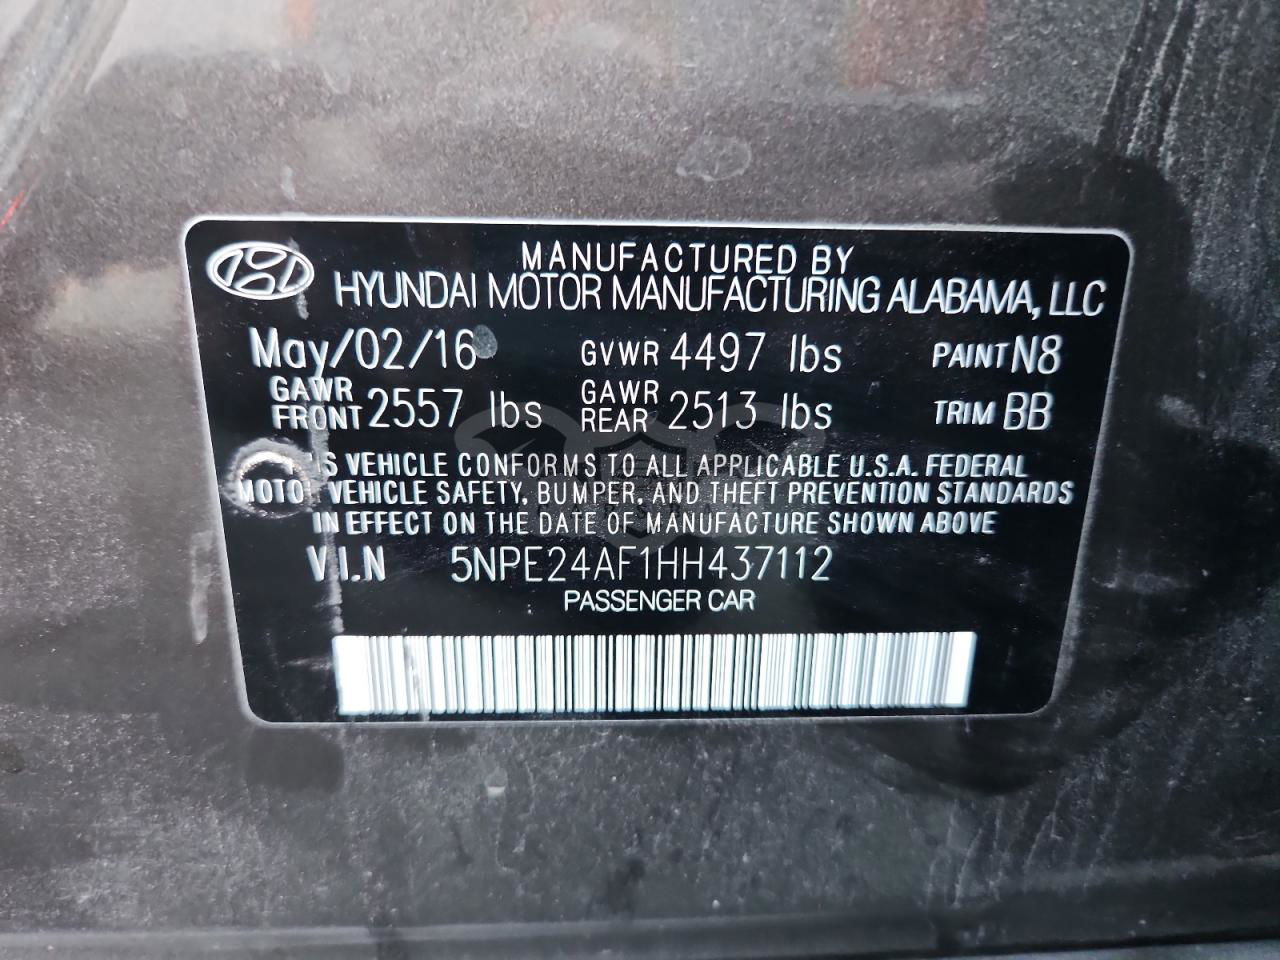 MANUFACTURED BY
HYUNDAI MOTOR MANUFACTURING ALABAMA, LLC
May/02/16 GVWR 4497 lbs PAINT N8
GAWR FRONT 2557 lbs GAWR REAR 2513 lbs TRIM BB
THIS VEHICLE CONFORMS TO ALL APPLICABLE U.S.A. FEDERAL
MOTOR VEHICLE SAFETY, BUMPER, AND THEFT PREVENTION STANDARDS
IN EFFECT ON THE DATE OF MANUFACTURE SHOWN ABOVE
V.I.N 5NPE24AF1HH437112
PASSENGER CAR